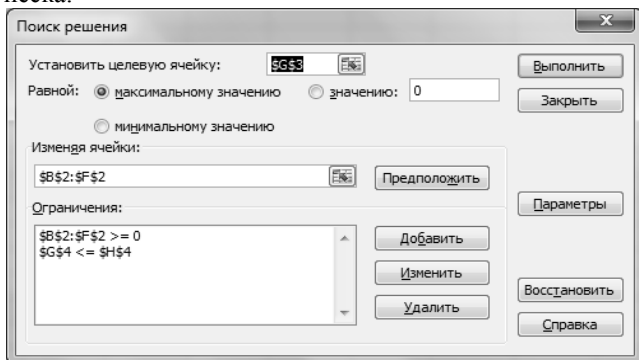 Поиск решения
Установить целевую ячейку: $G$3
Выполнить
Равной: максимальному значению значению: 0
Закрыть
минимальному значению
Изменяя ячейки:
$B$2:$F$2
Предположить
Ограничения:
Параметры
$B$2:$F$2 >= 0
$G$4 <= $H$4
Добавить
Изменить
Удалить
Восстановить
Справка